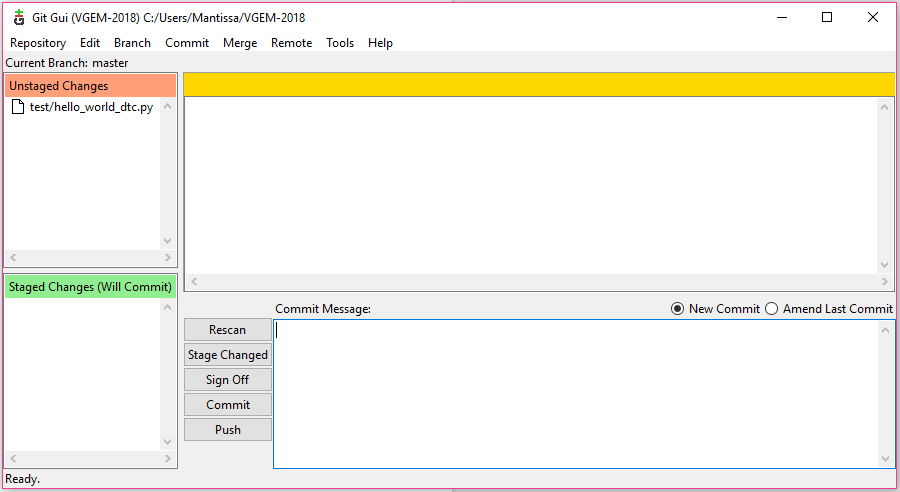 Git Gui (VGEM-2018) C:/Users/Mantissa/VGEM-2018
Repository Edit Branch Commit Merge Remote Tools Help
Current Branch: master
Unstaged Changes
test/hello_world_dtc.py
Staged Changes (Will Commit)
Commit Message:
New Commit
Amend Last Commit
Rescan
Stage Changed
Sign Off
Commit
Push
Ready.